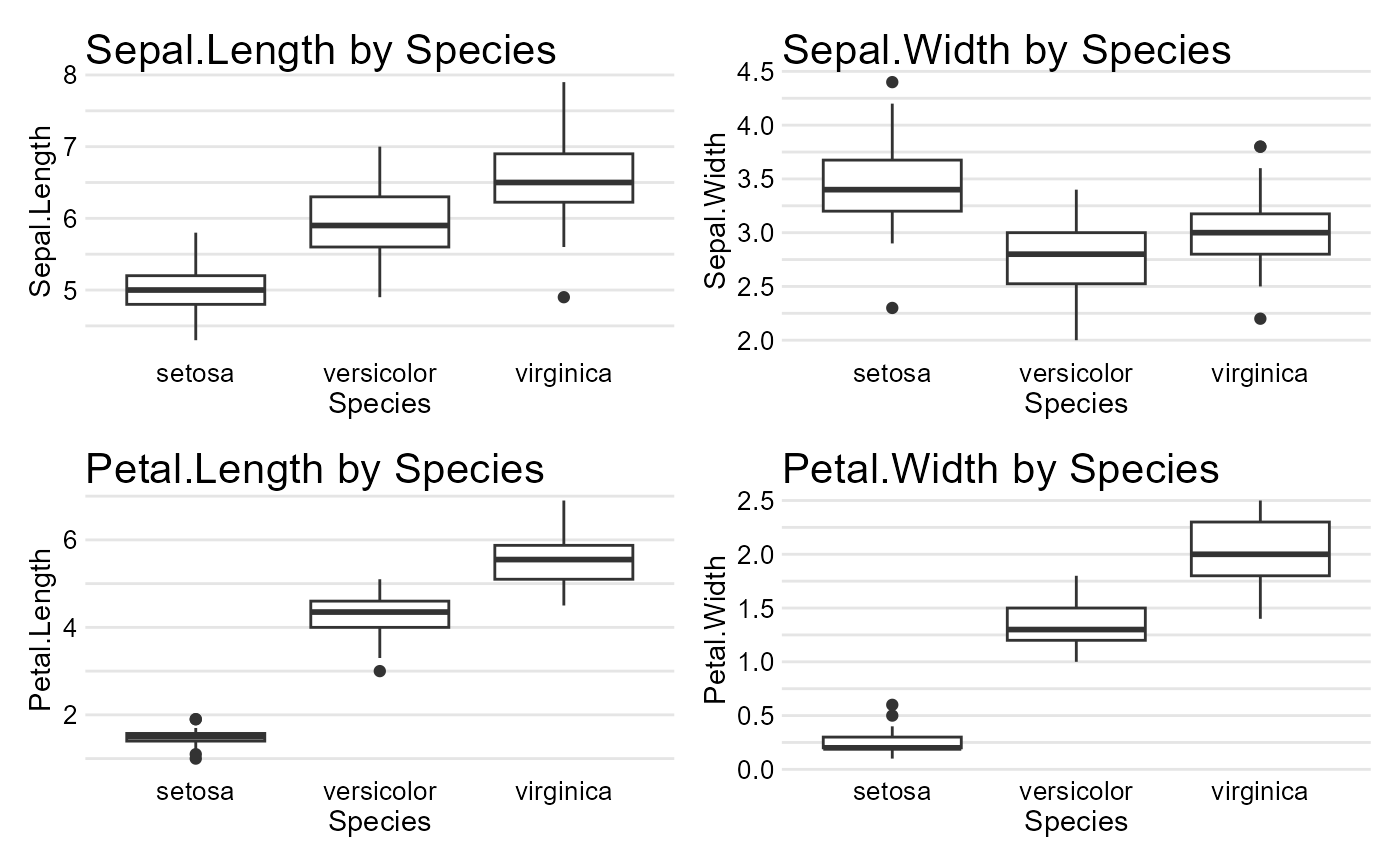 Sepal.Length by Species
Sepal.Length
8
7
6
5
setosa versicolor virginica
Species
Sepal.Width by Species
Sepal.Width
4.5
4.0
3.5
3.0
2.5
2.0
setosa versicolor virginica
Species
Petal.Length by Species
Petal.Length
6
4
2
setosa versicolor virginica
Species
Petal.Width by Species
Petal.Width
2.5
2.0
1.5
1.0
0.5
0.0
setosa versicolor virginica
Species